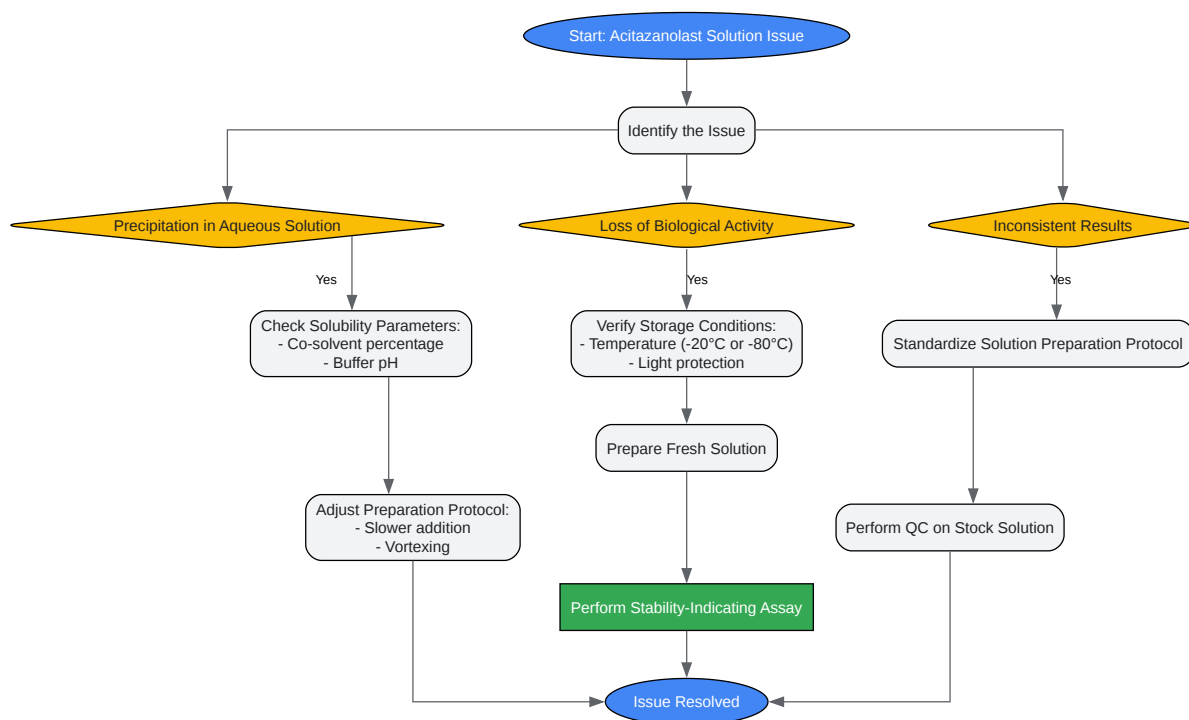 Start: Acitazanolast Solution Issue
Identify the Issue
Precipitation in Aqueous Solution
Loss of Biological Activity
Inconsistent Results
Yes
Yes
Yes
Check Solubility Parameters:
- Co-solvent percentage
- Buffer pH
Verify Storage Conditions:
- Temperature (-20°C or -80°C)
- Light protection
Standardize Solution Preparation Protocol
Prepare Fresh Solution
Adjust Preparation Protocol:
- Slower addition
- Vortexing
Perform QC on Stock Solution
Perform Stability-Indicating Assay
Issue Resolved